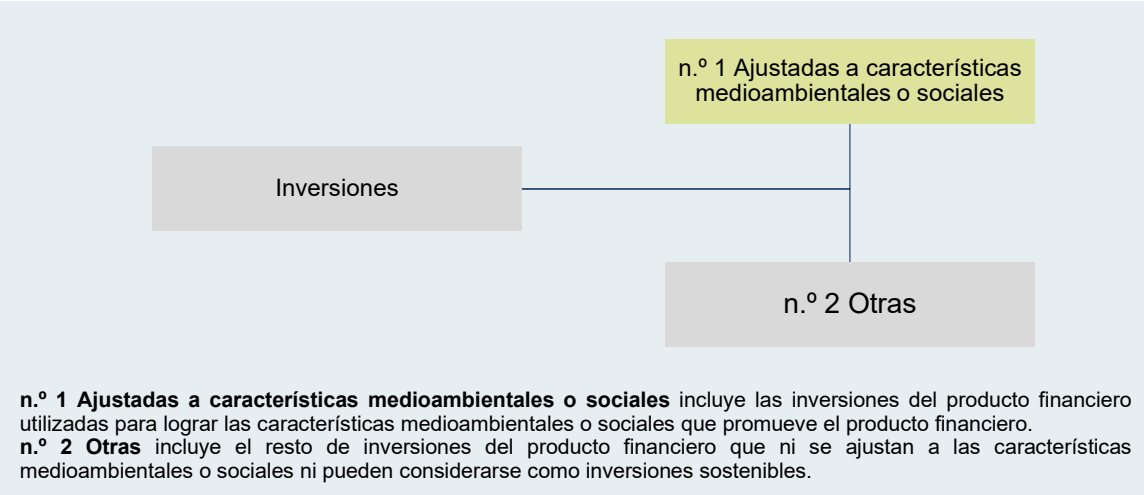 n.º 1 Ajustadas a características
medioambientales o sociales
Inversiones
n.º 2 Otras
n.º 1 Ajustadas a características medioambientales o sociales incluye las inversiones del producto financiero
utilizadas para lograr las características medioambientales o sociales que promueve el producto financiero.
n.º 2 Otras incluye el resto de inversiones del producto financiero que ni se ajustan a las características
medioambientales o sociales ni pueden considerarse como inversiones sostenibles.